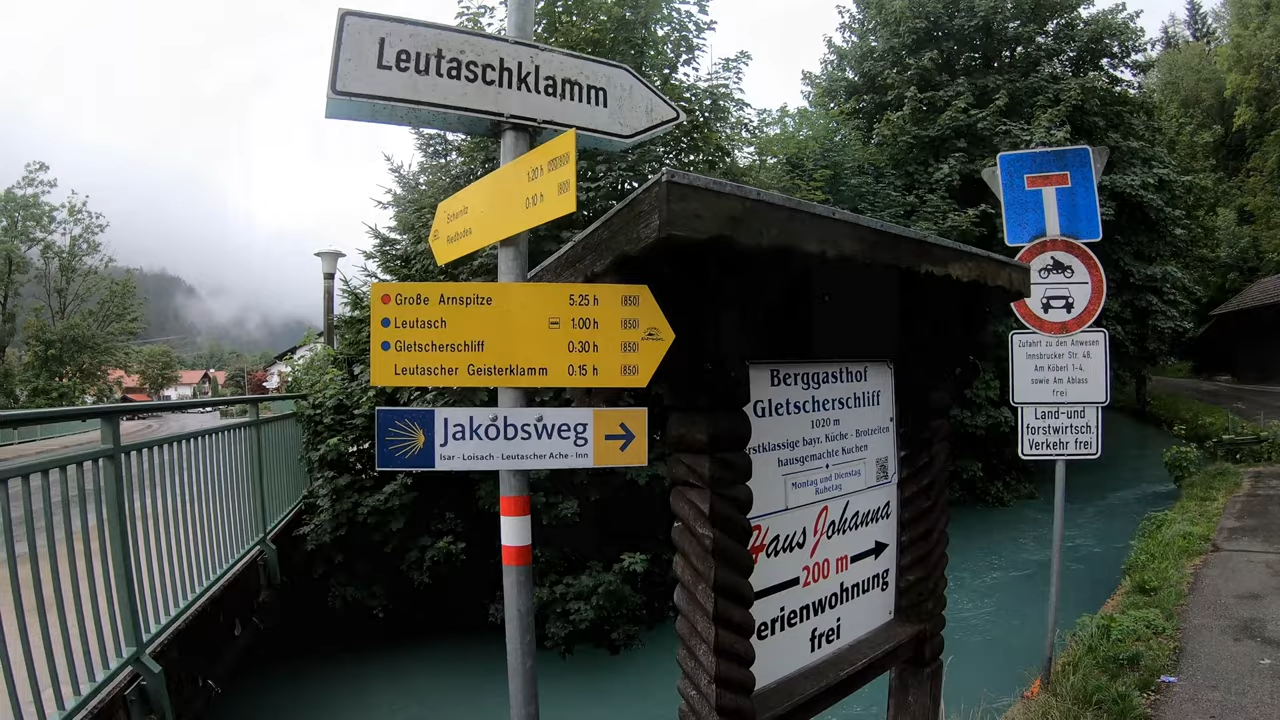 Leutaschklamm
1:20 h
0:10 h
Scharnitz
Riedboden
Große Arnspitze 5:25 h 850
Leutasch 1:00 h 850
Gletscherschliff 0:30 h 850
Leutascher Geisterklamm 0:15 h 850
Jakobsweg
Isar - Loisach - Leutascher Ache - Inn
Berggasthof
Gletscherschliff
1020 m
rstklassige bayr. Küche - Brotzeiten
hausgemachte Kuchen
Montag und Dienstag
Ruhetag
Haus Johanna
200 m
erienwohnung
frei
Zufahrt zu den Anwesen
Innsbrucker Str. 48,
Am Köberl 1-4,
sowie Am Ablass
frei
Land-und
forstwirtsch.
Verkehr frei